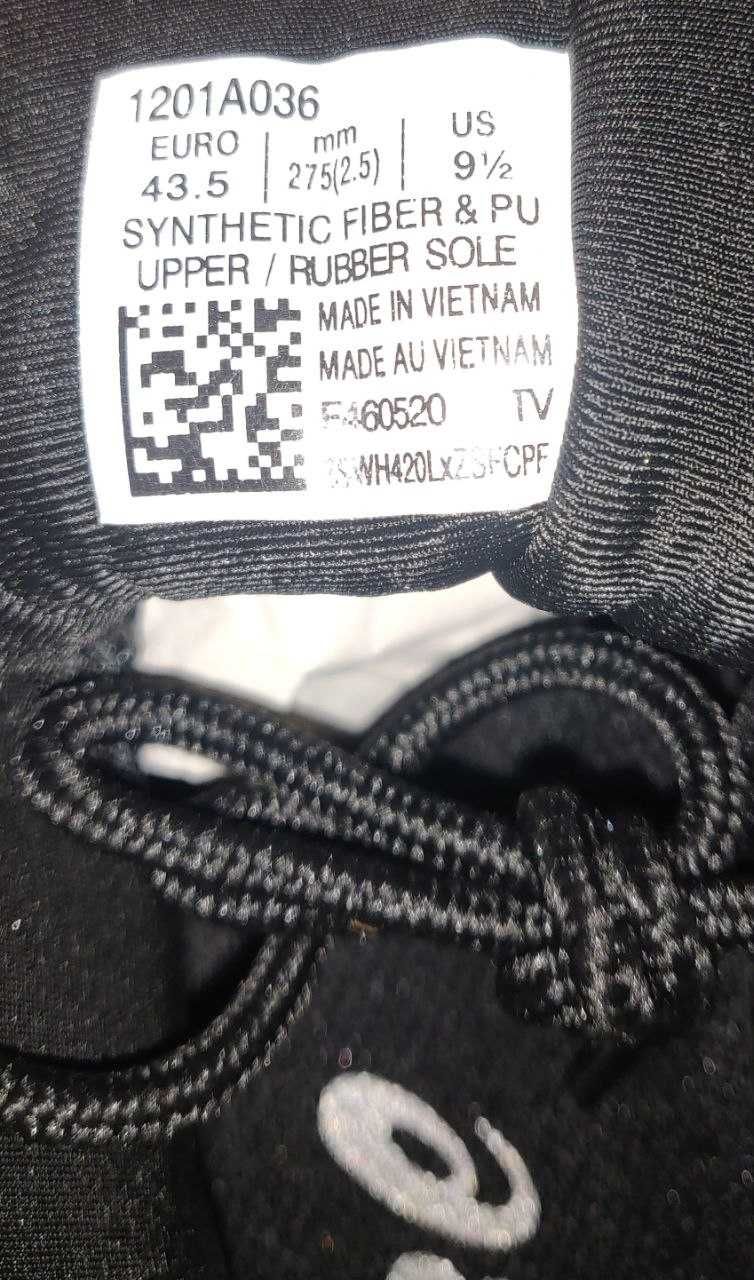 1201A036
EURO mm US
43.5 275(2.5) 9½
SYNTHETIC FIBER & PU
UPPER / RUBBER SOLE
MADE IN VIETNAM
MADE AU VIETNAM
TV